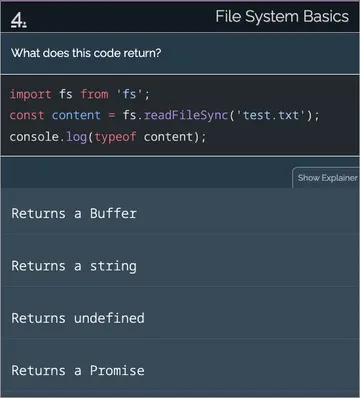 4.
File System Basics
What does this code return?
import fs from 'fs';
const content = fs.readFileSync('test.txt');
console.log(typeof content);
Show Explainer
Returns a Buffer
Returns a string
Returns undefined
Returns a Promise